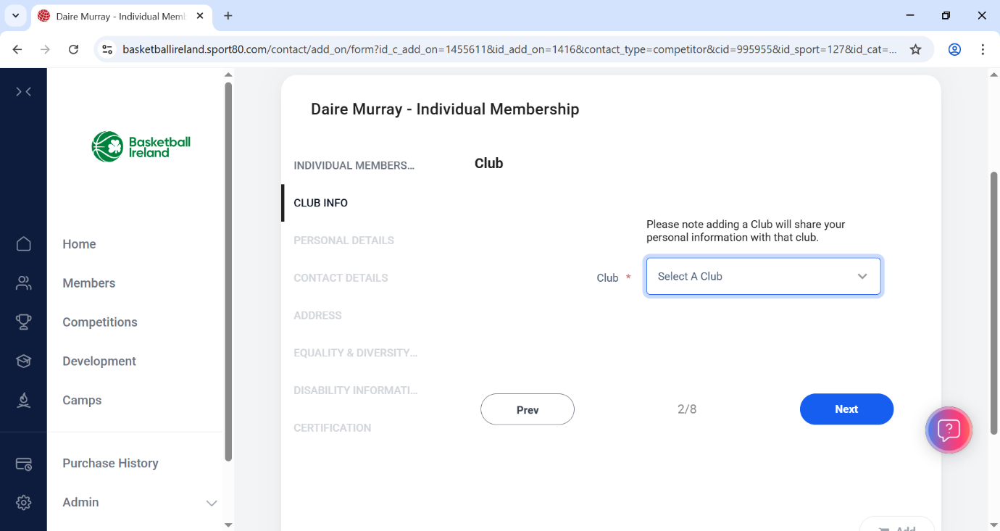 Daire Murray - Individual Memb
basketballireland.sport80.com/contact/add_on/form?id_c_add_on=1455611&id_add_on=1416&contact_type=competitor&cid=995955&id_sport=127&id_cat=...
Basketball
Ireland
Home
Members
Competitions
Development
Camps
Purchase History
Admin
Daire Murray - Individual Membership
INDIVIDUAL MEMBERS...
CLUB INFO
PERSONAL DETAILS
CONTACT DETAILS
ADDRESS
EQUALITY & DIVERSITY...
DISABILITY INFORMATI...
CERTIFICATION
Club
Please note adding a Club will share your
personal information with that club.
Club * Select A Club
Prev 2/8 Next
Add